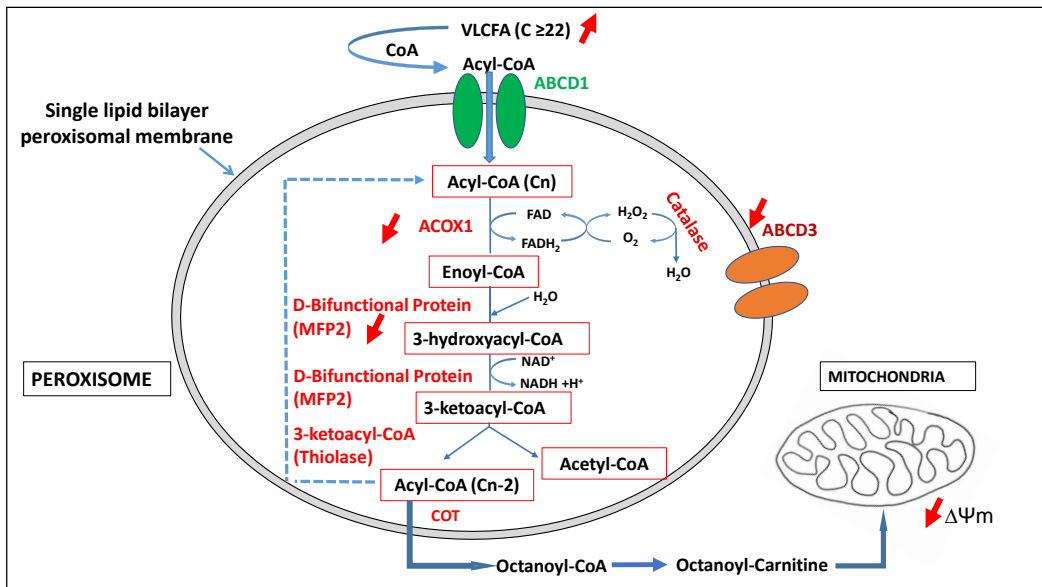 VLCFA (C ≥22)
CoA
Acyl-CoA
ABCD1
Single lipid bilayer
peroxisomal membrane
Acyl-CoA (Cn)
ACOX1
FAD
H₂O₂
FADH₂
O₂
Catalase
H₂O
ABCD3
Enoyl-CoA
H₂O
D-Bifunctional Protein
(MFP2)
3-hydroxyacyl-CoA
NAD⁺
NADH +H⁺
PEROXISOME
D-Bifunctional Protein
(MFP2)
3-ketoacyl-CoA
MITOCHONDRIA
3-ketoacyl-CoA
(Thiolase)
Acetyl-CoA
Acyl-CoA (Cn-2)
COT
ΔΨm
Octanoyl-CoA
Octanoyl-Carnitine